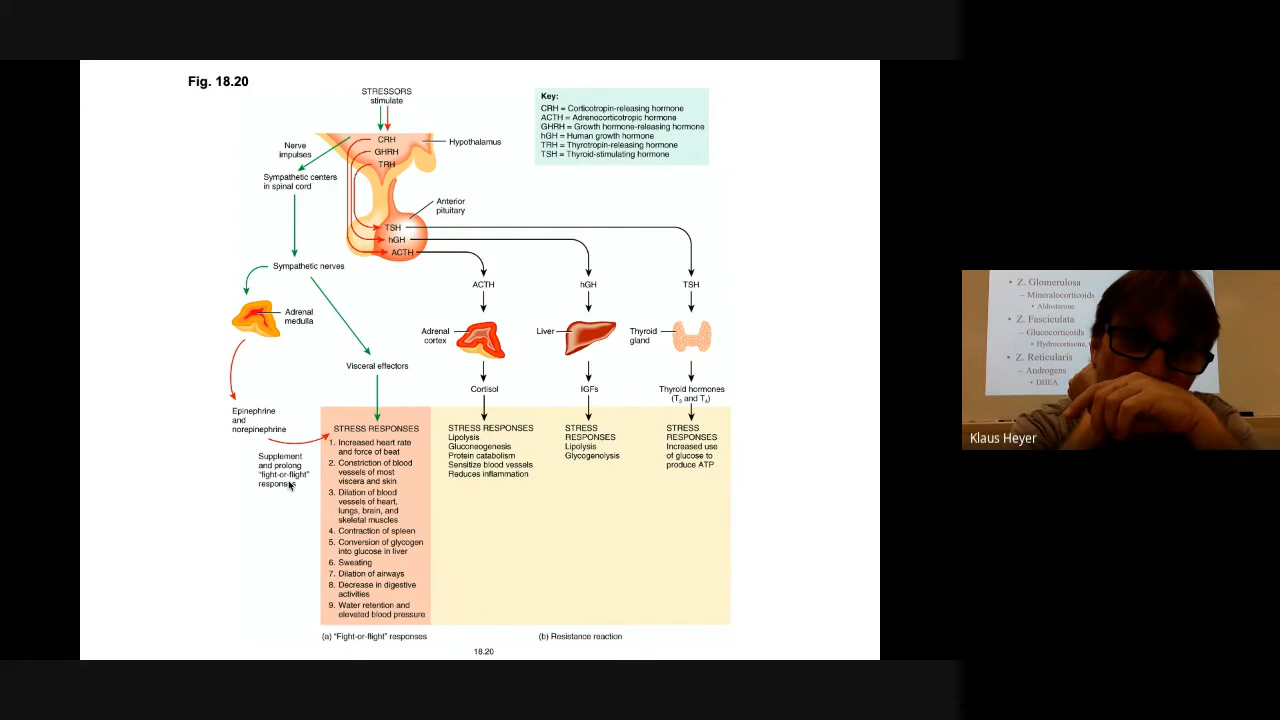 Fig. 18.20
STRESSORS
stimulate
Key:
CRH = Corticotropin-releasing hormone
ACTH = Adrenocorticotropic hormone
GHRH = Growth hormone-releasing hormone
hGH = Human growth hormone
TRH = Thyrotropin-releasing hormone
TSH = Thyroid-stimulating hormone
CRH
GHRH
TRH
Hypothalamus
Nerve
impulses
Sympathetic centers
in spinal cord
Anterior
pituitary
TSH
hGH
ACTH
Sympathetic nerves
ACTH
hGH
TSH
Adrenal
medulla
Adrenal
cortex
Liver
Thyroid
gland
Visceral effectors
Cortisol
IGFs
Thyroid hormones
(T3 and T4)
Epinephrine
and
norepinephrine
Supplement
and prolong
"fight-or-flight"
responses
STRESS RESPONSES
1. Increased heart rate
and force of beat
2. Constriction of blood
vessels of most
viscera and skin
3. Dilation of blood
vessels of heart,
lungs, brain, and
skeletal muscles
4. Contraction of spleen
5. Conversion of glycogen
into glucose in liver
6. Sweating
7. Dilation of airways
8. Decrease in digestive
activities
9. Water retention and
elevated blood pressure
STRESS RESPONSES
Lipolysis
Gluconeogenesis
Protein catabolism
Sensitize blood vessels
Reduces inflammation
STRESS
RESPONSES
Lipolysis
Glycogenolysis
STRESS
RESPONSES
Increased use
of glucose to
produce ATP
(a) "Fight-or-flight" responses
(b) Resistance reaction
18.20
• Z. Glomerulosa
– Mineralocorticoids
• Aldosterone
• Z. Fasciculata
– Glucocorticoids
• Hydrocortisone,
• Z. Reticularis
– Androgens
• DHEA
Klaus Heyer